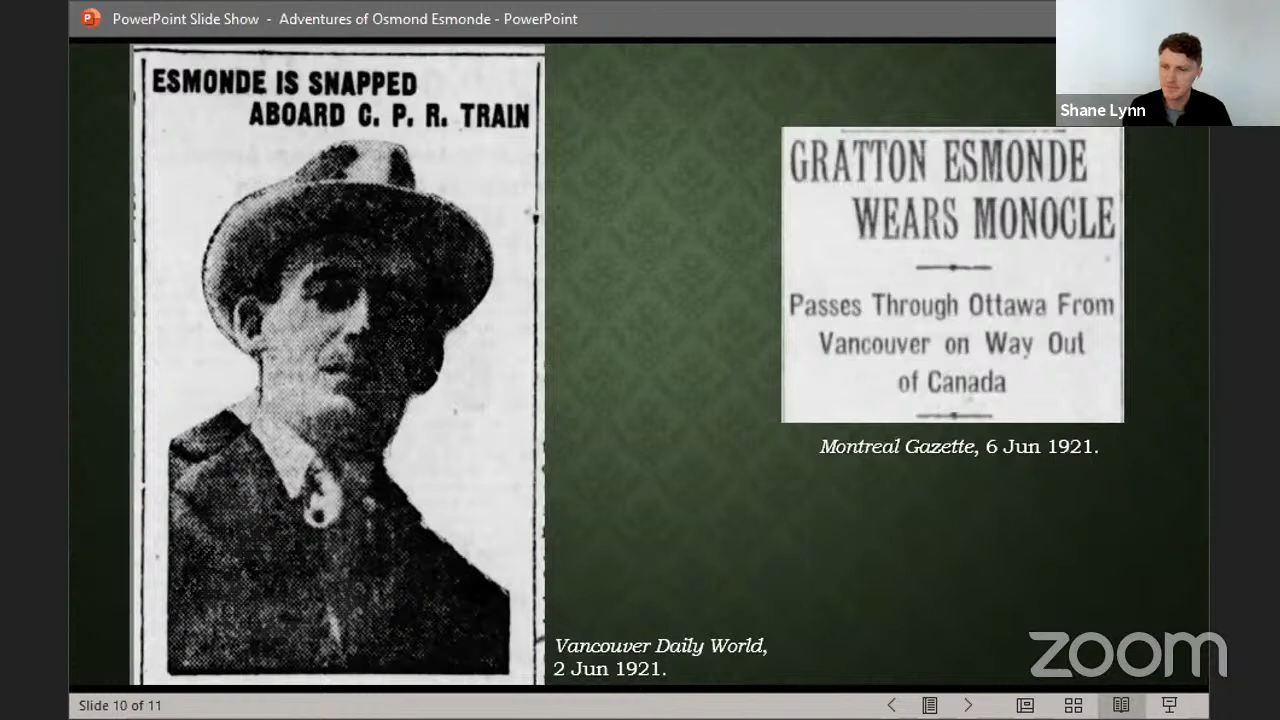 PowerPoint Slide Show - Adventures of Osmond Esmonde - PowerPoint
ESMONDE IS SNAPPED
ABOARD C. P. R. TRAIN
Vancouver Daily World,
2 Jun 1921.
Shane Lynn
GRATTON ESMONDE
WEARS MONOCLE
Passes Through Ottawa From
Vancouver on Way Out
of Canada
Montreal Gazette, 6 Jun 1921.
zoom
Slide 10 of 11